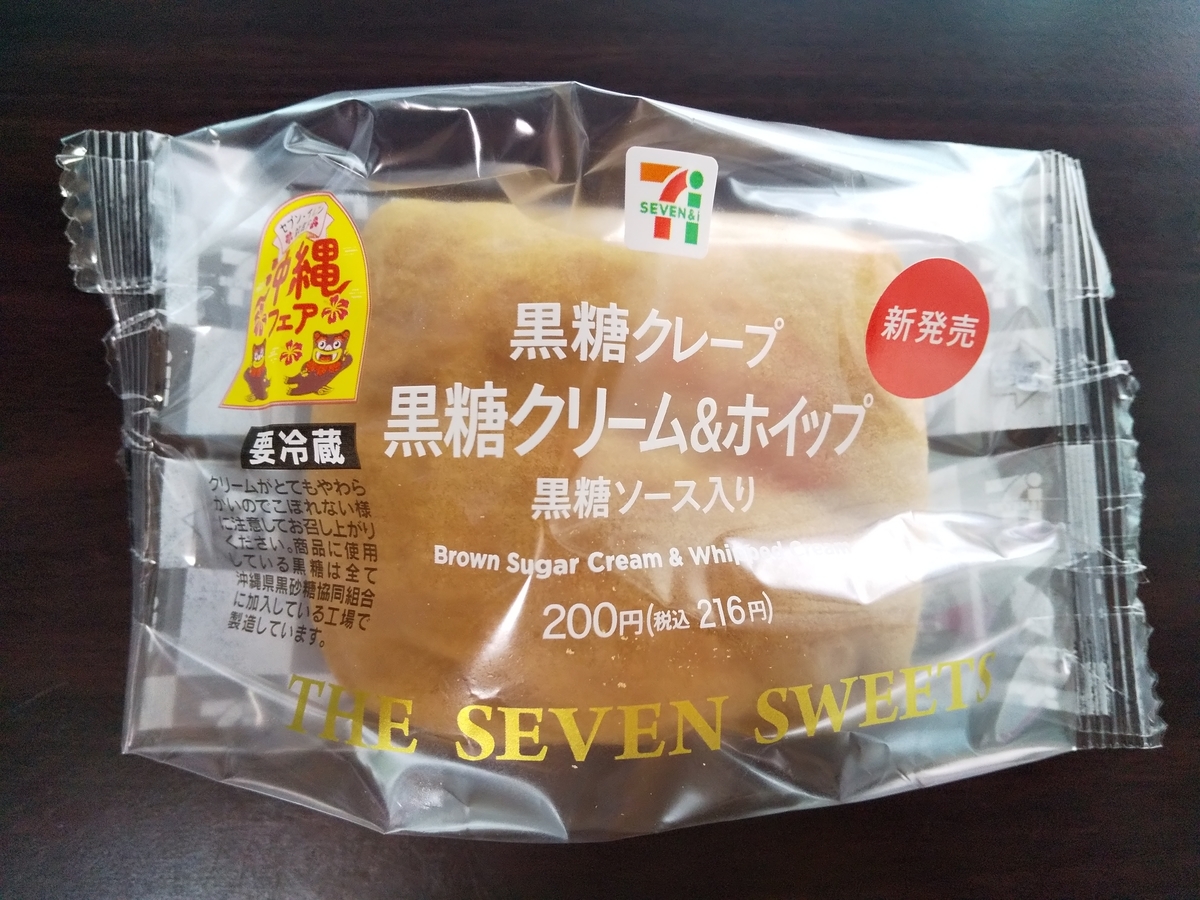 SEVEN&i
沖縄
フェア
新発売
黒糖クレープ
黒糖クリーム&ホイップ
黒糖ソース入り
Brown Sugar Cream &
200円(税込 216円)
要冷蔵
クリームがとてもやわら
かいのでこぼれない様
に注意してお召し上がり
ください。商品に使用
している黒糖は全て
沖縄県黒砂糖協同組合
に加入している工場で
製造しています。
THE SEVEN SWEETS